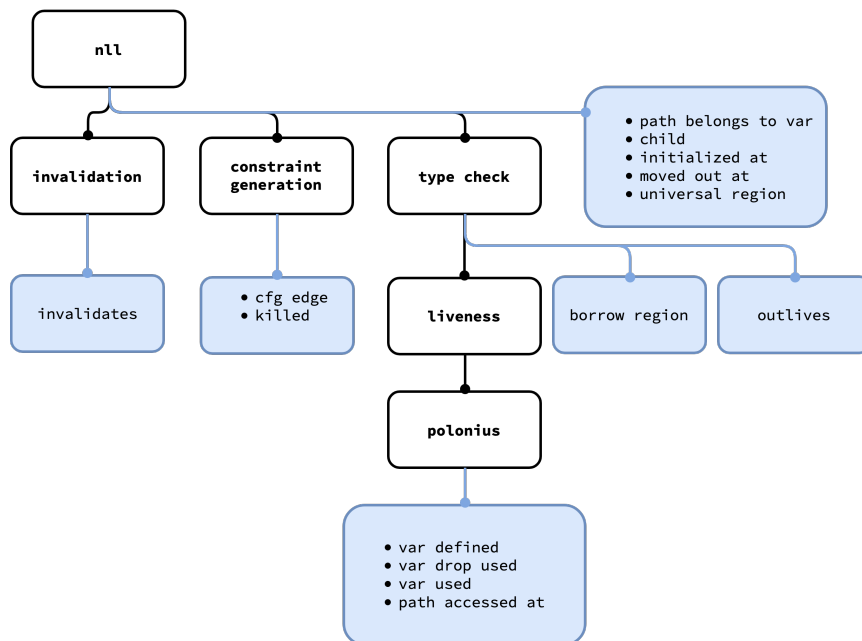 nll
• path belongs to var
• child
• initialized at
• moved out at
• universal region
invalidation
constraint
generation
type check
invalidates
• cfg edge
• killed
liveness
borrow region
outlives
polonius
• var defined
• var drop used
• var used
• path accessed at